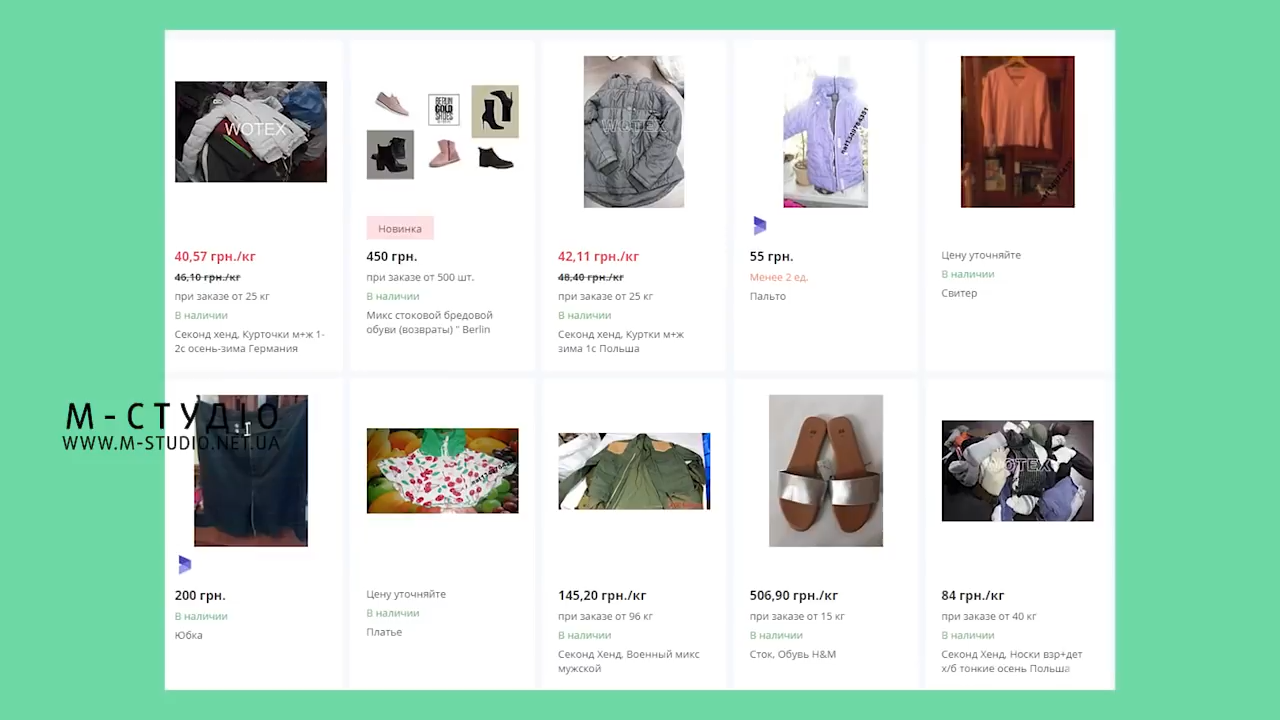 WOTEX
BERLIN
GOLD
SHOES
WOTEX
Новинка
40,57 грн./кг
46,10 грн./кг
при заказе от 25 кг
В наличии
Секонд хенд, Курточки м+ж 1-
2с осень-зима Германия
450 грн.
при заказе от 500 шт.
В наличии
Микс стоковой бредовой
обуви (возвраты) " Berlin
42,11 грн./кг
48,40 грн./кг
при заказе от 25 кг
В наличии
Секонд хенд, Куртки м+ж
зима 1с Польша
55 грн.
Менее 2 ед.
Пальто
Цену уточняйте
В наличии
Свитер
М-СТУДІО
WWW.M-STUDIO.NET.UA
WOTEX
200 грн.
В наличии
Юбка
Цену уточняйте
В наличии
Платье
145,20 грн./кг
при заказе от 96 кг
В наличии
Секонд Хенд, Военный микс
мужской
506,90 грн./кг
при заказе от 15 кг
В наличии
Сток, Обувь H&M
84 грн./кг
при заказе от 40 кг
В наличии
Секонд Хенд, Носки взр+дет
х/б тонкие осень Польша